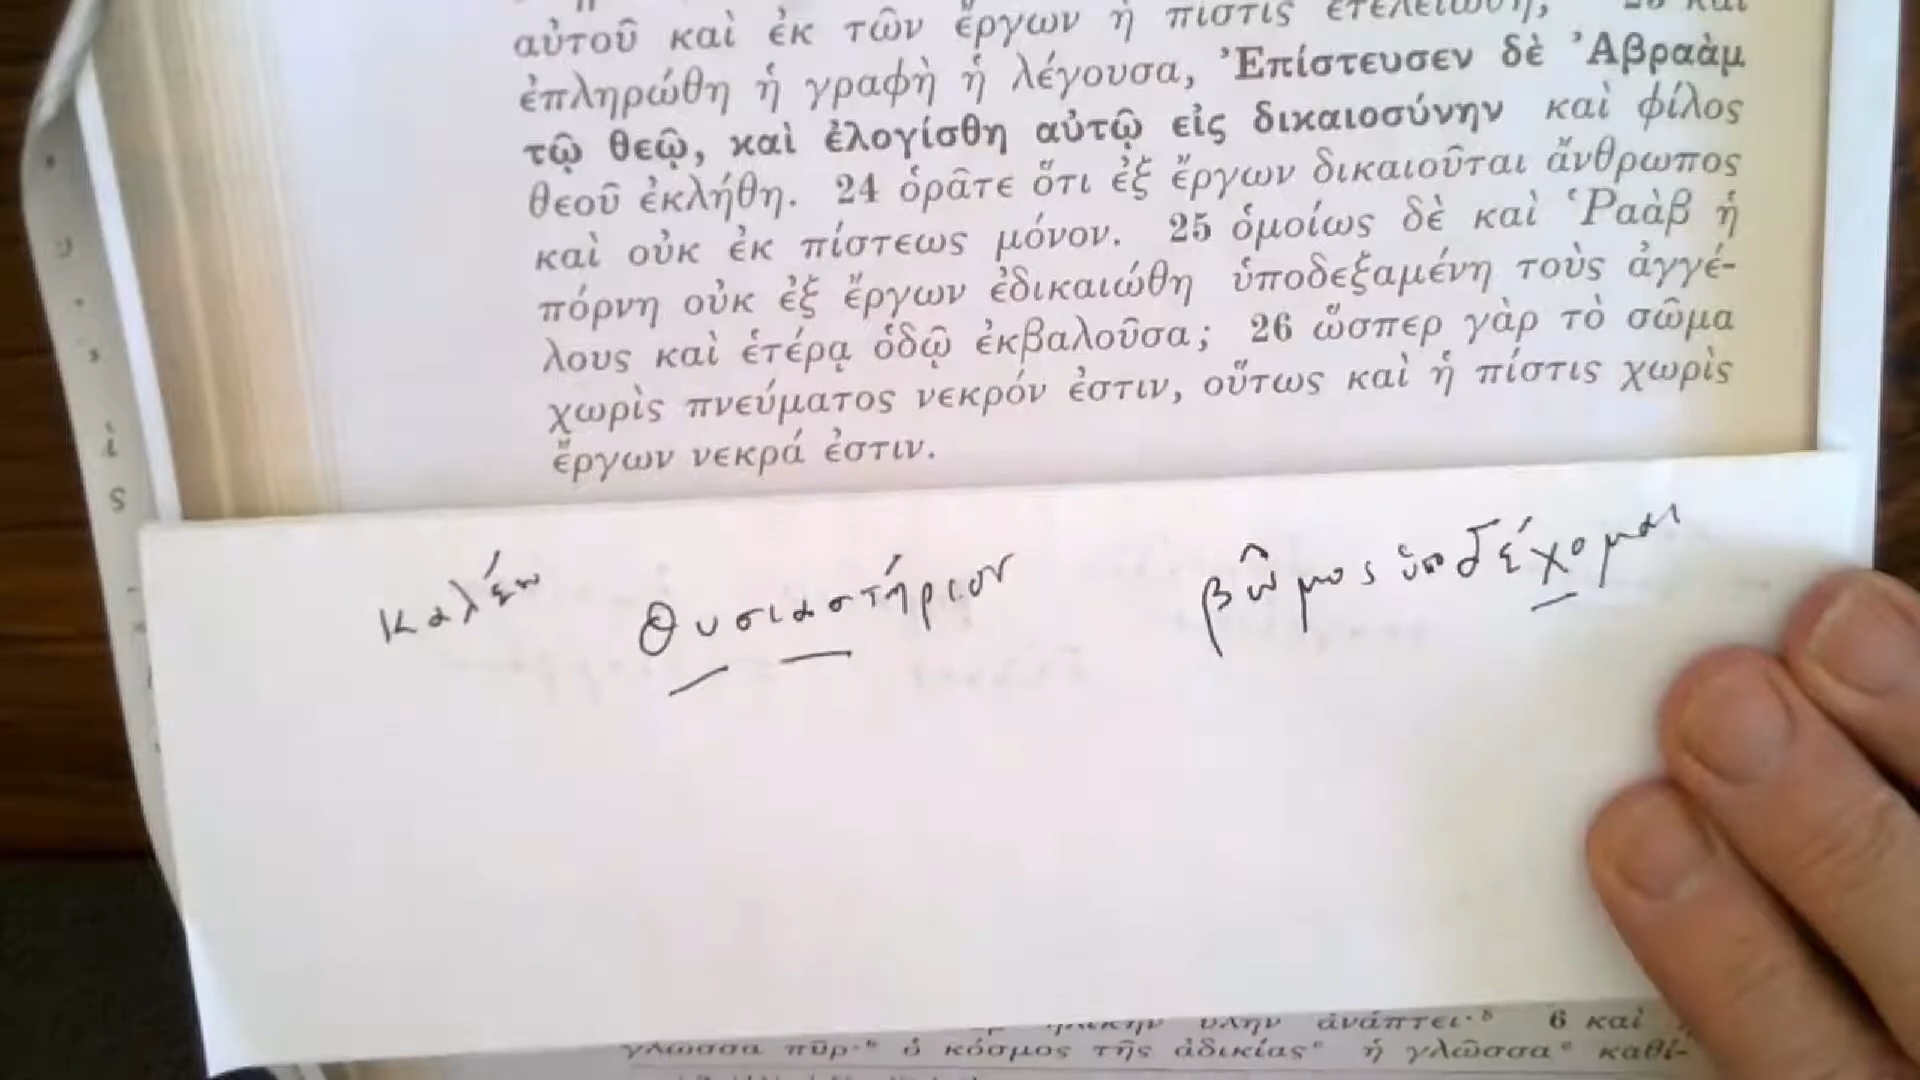 αὐτοῦ καὶ ἐκ τῶν ἔργων ἡ πίστις ἐτελειώθη, 23 καὶ
ἐπληρώθη ἡ γραφὴ ἡ λέγουσα, Ἐπίστευσεν δὲ Ἀβραὰμ
τῷ θεῷ, καὶ ἐλογίσθη αὐτῷ εἰς δικαιοσύνην καὶ φίλος
θεοῦ ἐκλήθη. 24 ὁρᾶτε ὅτι ἐξ ἔργων δικαιοῦται ἄνθρωπος
καὶ οὐκ ἐκ πίστεως μόνον. 25 ὁμοίως δὲ καὶ Ῥαὰβ ἡ
πόρνη οὐκ ἐξ ἔργων ἐδικαιώθη ὑποδεξαμένη τοὺς ἀγγέ-
λους καὶ ἑτέρᾳ ὁδῷ ἐκβαλοῦσα; 26 ὥσπερ γὰρ τὸ σῶμα
χωρὶς πνεύματος νεκρόν ἐστιν, οὕτως καὶ ἡ πίστις χωρὶς
ἔργων νεκρά ἐστιν.
καλέω θυσιαστήριον βῶμος ὑποδέχομαι
ὕλην ἀνάπτει· 6 καὶ
γλῶσσα πῦρ· ὁ κόσμος τῆς ἀδικίας ἡ γλῶσσα καθί-